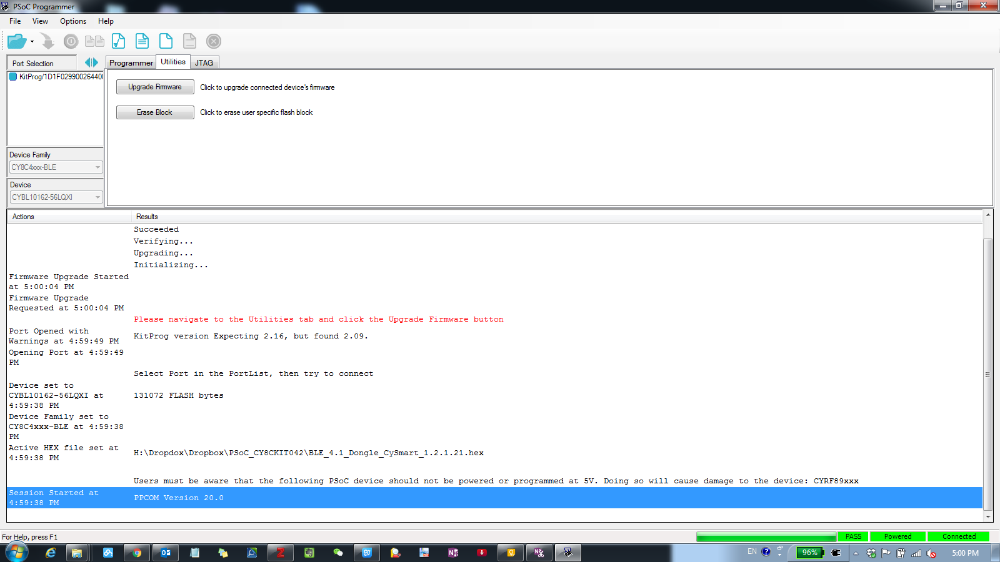 PSoC Programmer
File View Options Help
Port Selection
Programmer Utilities JTAG
KitProg/1D1F02990026440
Upgrade Firmware Click to upgrade connected device's firmware
Erase Block Click to erase user specific flash block
Device Family
CY8C4xxx-BLE
Device
CYBL10162-56LQXI
Actions Results
Succeeded
Verifying...
Upgrading...
Initializing...
Firmware Upgrade Started
at 5:00:04 PM
Firmware Upgrade
Requested at 5:00:04 PM
Please navigate to the Utilities tab and click the Upgrade Firmware button
Port Opened with
Warnings at 4:59:49 PM
KitProg version Expecting 2.16, but found 2.09.
Opening Port at 4:59:49
PM
Select Port in the PortList, then try to connect
Device set to
CYBL10162-56LQXI at
4:59:38 PM
131072 FLASH bytes
Device Family set to
CY8C4xxx-BLE at 4:59:38
PM
Active HEX file set at
4:59:38 PM
H:\Dropdox\Dropbox\PSoC_CY8CKIT042\BLE_4.1_Dongle_CySmart_1.2.1.21.hex
Users must be aware that the following PSoC device should not be powered or programmed at 5V. Doing so will cause damage to the device: CYRF89xxx
Session Started at
4:59:38 PM
PPCOM Version 20.0
For Help, press F1
PASS Powered Connected
EN 96% 5:00 PM